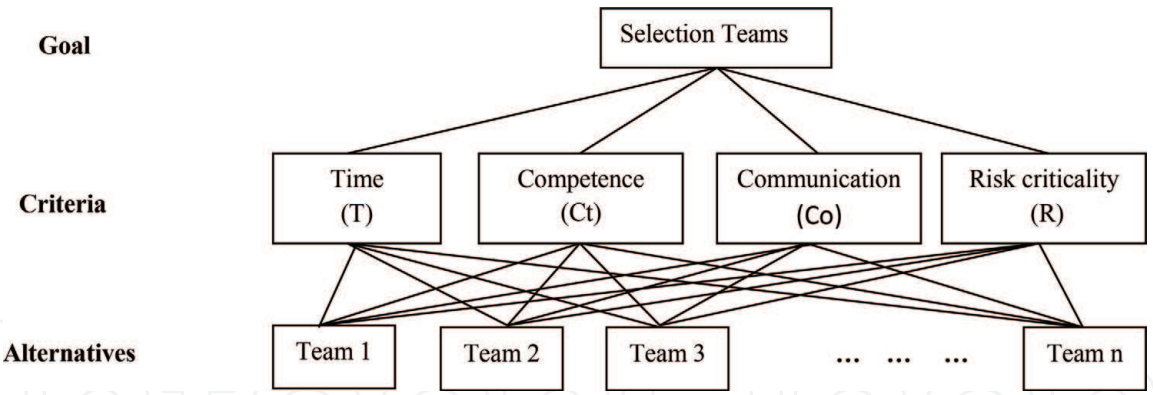 Goal
Selection Teams
Criteria
Time
(T)
Competence
(Ct)
Communication
(Co)
Risk criticality
(R)
Alternatives
Team 1
Team 2
Team 3
... ... ...
Team n